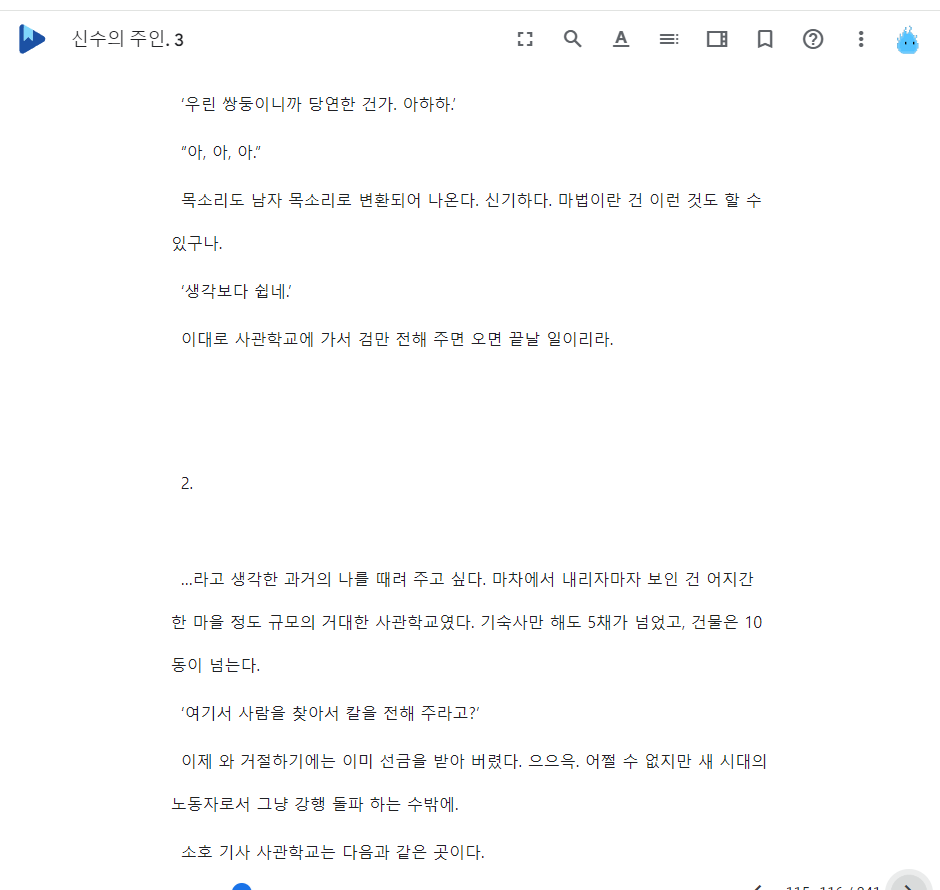 신수의 주인. 3
‘우린 쌍둥이니까 당연한 건가. 아하하.’
“아, 아, 아.”
목소리도 남자 목소리로 변환되어 나온다. 신기하다. 마법이란 건 이런 것도 할 수
있구나.
‘생각보다 쉽네.’
이대로 사관학교에 가서 검만 전해 주면 오면 끝날 일이리라.
2.
...라고 생각한 과거의 나를 때려 주고 싶다. 마차에서 내리자마자 보인 건 어지간
한 마을 정도 규모의 거대한 사관학교였다. 기숙사만 해도 5채가 넘었고, 건물은 10
동이 넘는다.
‘여기서 사람을 찾아서 칼을 전해 주라고?’
이제 와 거절하기에는 이미 선금을 받아 버렸다. 으으윽. 어쩔 수 없지만 새 시대의
노동자로서 그냥 강행 돌파 하는 수밖에.
소호 기사 사관학교는 다음과 같은 곳이다.